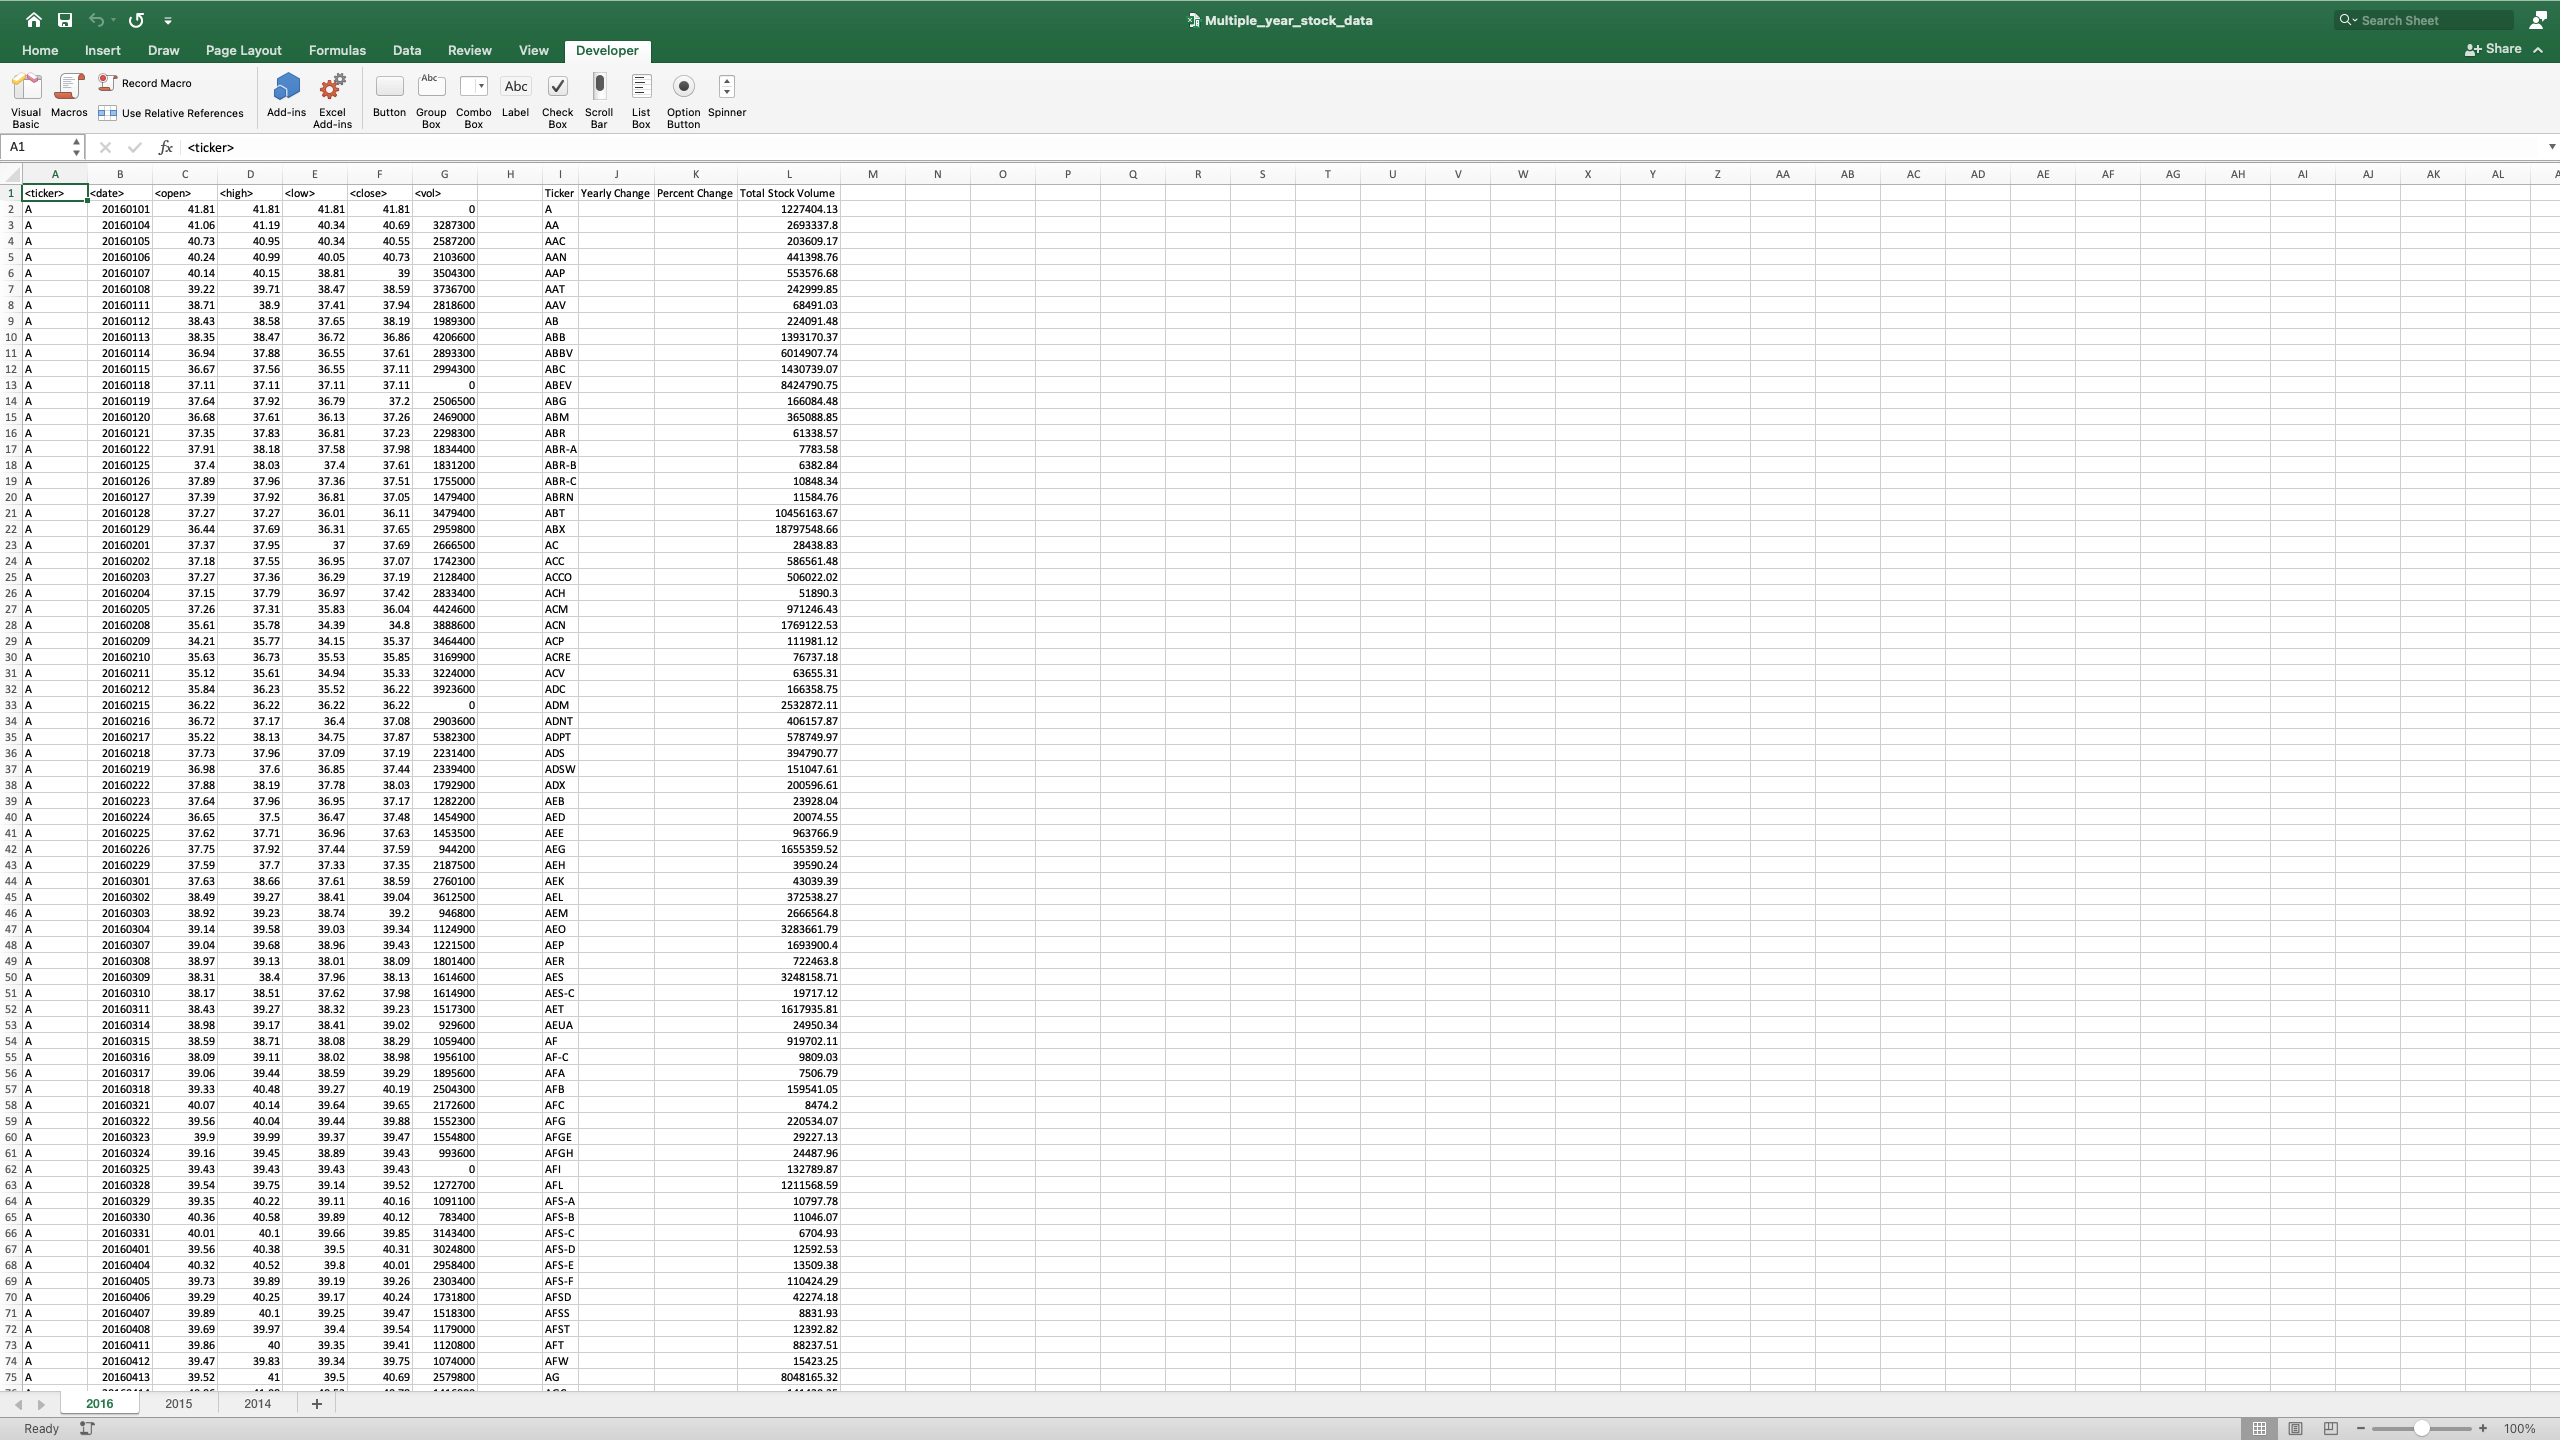 Multiple_year_stock_data
Search Sheet
Home Insert Draw Page Layout Formulas Data Review View Developer
Share
Visual Basic
Macros
Record Macro
Use Relative References
Add-ins
Excel Add-ins
Button
Abc
Group Box
Combo Box
Abc
Label
Check Box
Scroll Bar
List Box
Option Button
Spinner
A1 fx <ticker>
A B C D E F G H I J K L M N O P Q R S T U V W X Y Z AA AB AC AD AE AF AG AH AI AJ AK AL
1 <ticker> <date> <open> <high> <low> <close> <vol> Ticker Yearly Change Percent Change Total Stock Volume
2 A 20160101 41.81 41.81 41.81 41.81 0 A 1227404.13
3 A 20160104 41.06 41.19 40.34 40.69 3287300 AA 2693337.8
4 A 20160105 40.73 40.95 40.34 40.55 2587200 AAC 203609.17
5 A 20160106 40.24 40.99 40.05 40.73 2103600 AAN 441398.76
6 A 20160107 40.14 40.15 38.81 39 3504300 AAP 553576.68
7 A 20160108 39.22 39.71 38.47 38.59 3736700 AAT 242999.85
8 A 20160111 38.71 38.9 37.41 37.94 2818600 AAV 68491.03
9 A 20160112 38.43 38.58 37.65 38.19 1989300 AB 224091.48
10 A 20160113 38.35 38.47 36.72 36.86 4206600 ABB 1393170.37
11 A 20160114 36.94 37.88 36.55 37.61 2893300 ABBV 6014907.74
12 A 20160115 36.67 37.56 36.55 37.11 2994300 ABC 1430739.07
13 A 20160118 37.11 37.11 37.11 37.11 0 ABEV 8424790.75
14 A 20160119 37.64 37.92 36.79 37.2 2506500 ABG 166084.48
15 A 20160120 36.68 37.61 36.13 37.26 2469000 ABM 365088.85
16 A 20160121 37.35 37.83 36.81 37.23 2298300 ABR 61338.57
17 A 20160122 37.91 38.18 37.58 37.98 1834400 ABR-A 7783.58
18 A 20160125 37.4 38.03 37.4 37.61 1831200 ABR-B 6382.84
19 A 20160126 37.89 37.96 37.36 37.51 1755000 ABR-C 10848.34
20 A 20160127 37.39 37.92 36.81 37.05 1479400 ABRN 11584.76
21 A 20160128 37.27 37.27 36.01 36.11 3479400 ABT 10456163.67
22 A 20160129 36.44 37.69 36.31 37.65 2959800 ABX 18797548.66
23 A 20160201 37.37 37.95 37 37.69 2666500 AC 28438.83
24 A 20160202 37.18 37.55 36.95 37.07 1742300 ACC 586561.48
25 A 20160203 37.27 37.36 36.29 37.19 2128400 ACCO 506022.02
26 A 20160204 37.15 37.79 36.97 37.42 2833400 ACH 51890.3
27 A 20160205 37.26 37.31 35.83 36.04 4424600 ACM 971246.43
28 A 20160208 35.61 35.78 34.39 34.8 3888600 ACN 1769122.53
29 A 20160209 34.21 35.77 34.15 35.37 3464400 ACP 111981.12
30 A 20160210 35.63 36.73 35.53 35.85 3169900 ACRE 76737.18
31 A 20160211 35.12 35.61 34.94 35.33 3224000 ACV 63655.31
32 A 20160212 35.84 36.23 35.52 36.22 3923600 ADC 166358.75
33 A 20160215 36.22 36.22 36.22 36.22 0 ADM 2532872.11
34 A 20160216 36.72 37.17 36.4 37.08 2903600 ADNT 406157.87
35 A 20160217 35.22 38.13 34.75 37.87 5382300 ADPT 578749.97
36 A 20160218 37.73 37.96 37.09 37.19 2231400 ADS 394790.77
37 A 20160219 36.98 37.6 36.85 37.44 2339400 ADSW 151047.61
38 A 20160222 37.88 38.19 37.78 38.03 1792900 ADX 200596.61
39 A 20160223 37.64 37.96 36.95 37.17 1282200 AEB 23928.04
40 A 20160224 36.65 37.5 36.47 37.48 1454900 AED 20074.55
41 A 20160225 37.62 37.71 36.96 37.63 1453500 AEE 963766.9
42 A 20160226 37.75 37.92 37.44 37.59 944200 AEG 1655359.52
43 A 20160229 37.59 37.7 37.33 37.35 2187500 AEH 39590.24
44 A 20160301 37.63 38.66 37.61 38.59 2760100 AEK 43039.39
45 A 20160302 38.49 39.27 38.41 39.04 3612500 AEL 372538.27
46 A 20160303 38.92 39.23 38.74 39.2 946800 AEM 2666564.8
47 A 20160304 39.14 39.58 39.03 39.34 1124900 AEO 3283661.79
48 A 20160307 39.04 39.68 38.96 39.43 1221500 AEP 1693900.4
49 A 20160308 38.97 39.13 38.01 38.09 1801400 AER 722463.8
50 A 20160309 38.31 38.4 37.96 38.13 1614600 AES 3248158.71
51 A 20160310 38.17 38.51 37.62 37.98 1614900 AES-C 19717.12
52 A 20160311 38.43 39.27 38.32 39.23 1517300 AET 1617935.81
53 A 20160314 38.98 39.17 38.41 39.02 929600 AEUA 24950.34
54 A 20160315 38.59 38.71 38.08 38.29 1059400 AF 919702.11
55 A 20160316 38.09 39.11 38.02 38.98 1956100 AF-C 9809.03
56 A 20160317 39.06 39.44 38.59 39.29 1895600 AFA 7506.79
57 A 20160318 39.33 40.48 39.27 40.19 2504300 AFB 159541.05
58 A 20160321 40.07 40.14 39.64 39.65 2172600 AFC 8474.2
59 A 20160322 39.56 40.04 39.44 39.88 1552300 AFG 220534.07
60 A 20160323 39.9 39.99 39.37 39.47 1554800 AFGE 29227.13
61 A 20160324 39.16 39.45 38.89 39.43 993600 AFGH 24487.96
62 A 20160325 39.43 39.43 39.43 39.43 0 AFI 132789.87
63 A 20160328 39.54 39.75 39.14 39.52 1272700 AFL 1211568.59
64 A 20160329 39.35 40.22 39.11 40.16 1091100 AFS-A 10797.78
65 A 20160330 40.36 40.58 39.89 40.12 783400 AFS-B 11046.07
66 A 20160331 40.01 40.1 39.66 39.85 3143400 AFS-C 6704.93
67 A 20160401 39.56 40.38 39.5 40.31 3024800 AFS-D 12592.53
68 A 20160404 40.32 40.52 39.8 40.01 2958400 AFS-E 13509.38
69 A 20160405 39.73 39.89 39.19 39.26 2303400 AFS-F 110424.29
70 A 20160406 39.29 40.25 39.17 40.24 1731800 AFSD 42274.18
71 A 20160407 39.89 40.1 39.25 39.47 1518300 AFSS 8831.93
72 A 20160408 39.69 39.97 39.4 39.54 1179000 AFST 12392.82
73 A 20160411 39.86 40 39.35 39.41 1120800 AFT 88237.51
74 A 20160412 39.47 39.83 39.34 39.75 1074000 AFW 15423.25
75 A 20160413 39.52 41 39.5 40.69 2579800 AG 8048165.32
2016 2015 2014
Ready
100%